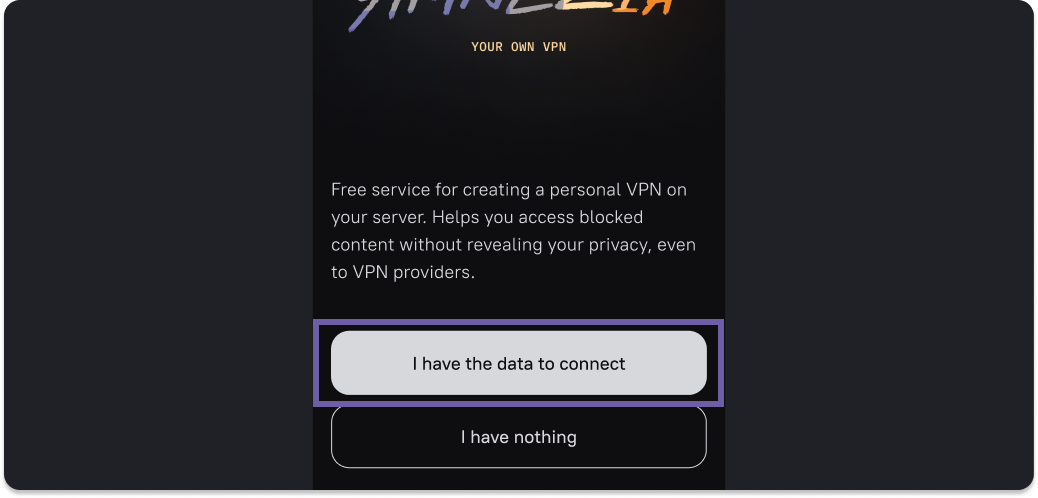 YOUR OWN VPN
Free service for creating a personal VPN on
your server. Helps you access blocked
content without revealing your privacy, even
to VPN providers.
I have the data to connect
I have nothing